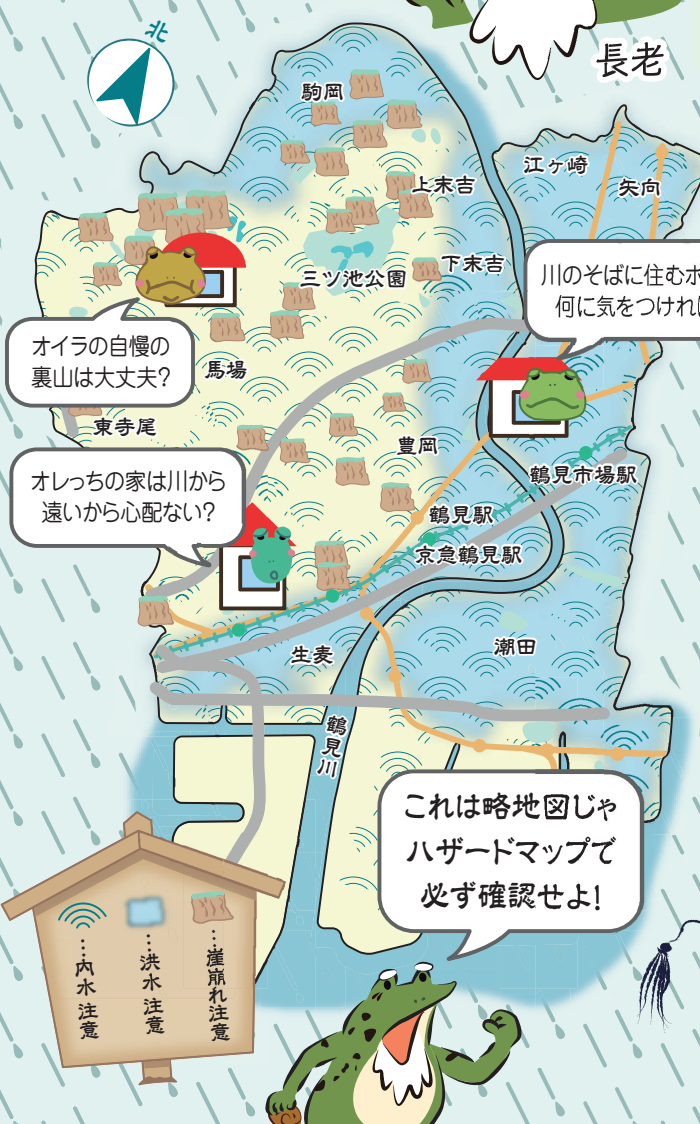 北
長老
駒岡
江ヶ崎
矢向
上末吉
下末吉
三ツ池公園
川のそばに住むホ
何に気をつければ
オイラの自慢の
裏山は大丈夫?
馬場
東寺尾
豊岡
オレっちの家は川から
遠いから心配ない?
鶴見市場駅
鶴見駅
京急鶴見駅
生麦
潮田
鶴見川
これは略地図じゃ
ハザードマップで
必ず確認せよ!
…内水 注意
…洪水 注意
…崖崩れ注意